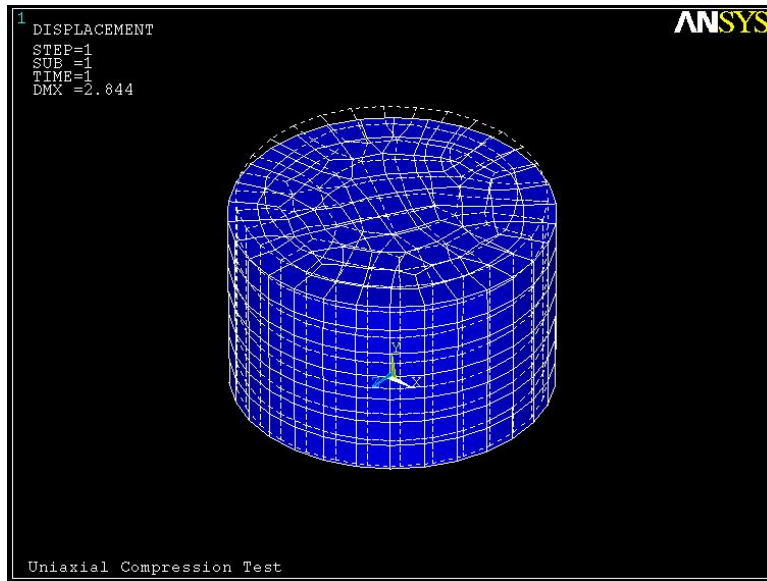 1
ANSYS
DISPLACEMENT
STEP=1
SUB =1
TIME=1
DMX =2.844
Y
X
Uniaxial Compression Test